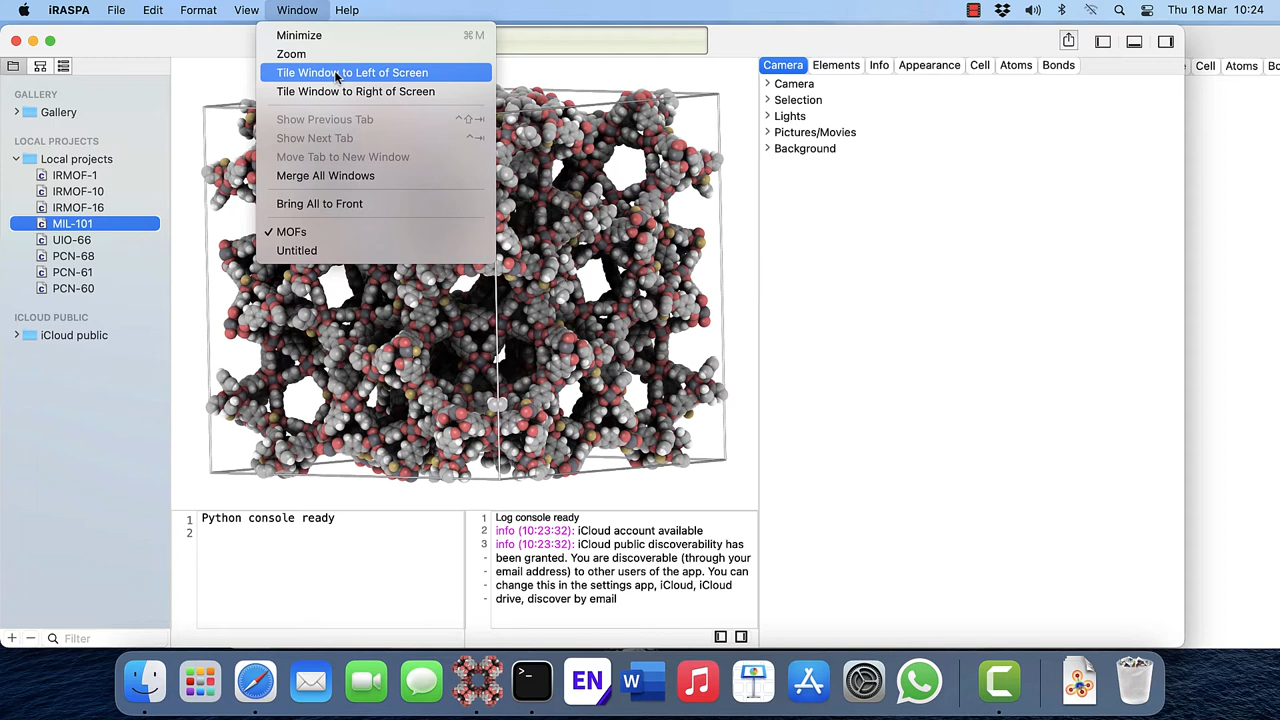 iRASPA File Edit Format View Window Help Thu 18 Mar 10:24
Minimize ⌘M
Zoom
Tile Window to Left of Screen
Tile Window to Right of Screen
Show Previous Tab ⌃⇧⇥
Show Next Tab ⌃⇥
Move Tab to New Window
Merge All Windows
Bring All to Front
✓ MOFs
Untitled
GALLERY
Gallery
LOCAL PROJECTS
Local projects
IRMOF-1
IRMOF-10
IRMOF-16
MIL-101
UIO-66
PCN-68
PCN-61
PCN-60
ICLOUD PUBLIC
iCloud public
Filter
Camera Elements Info Appearance Cell Atoms Bonds
Cell Atoms Bo
Camera
Selection
Lights
Pictures/Movies
Background
1 Python console ready
2
1 Log console ready
2 info (10:23:32): iCloud account available
3 info (10:23:32): iCloud public discoverability has
- been granted. You are discoverable (through your
- email address) to other users of the app. You can
- change this in the settings app, iCloud, iCloud
- drive, discover by email
>_
EN
W
C